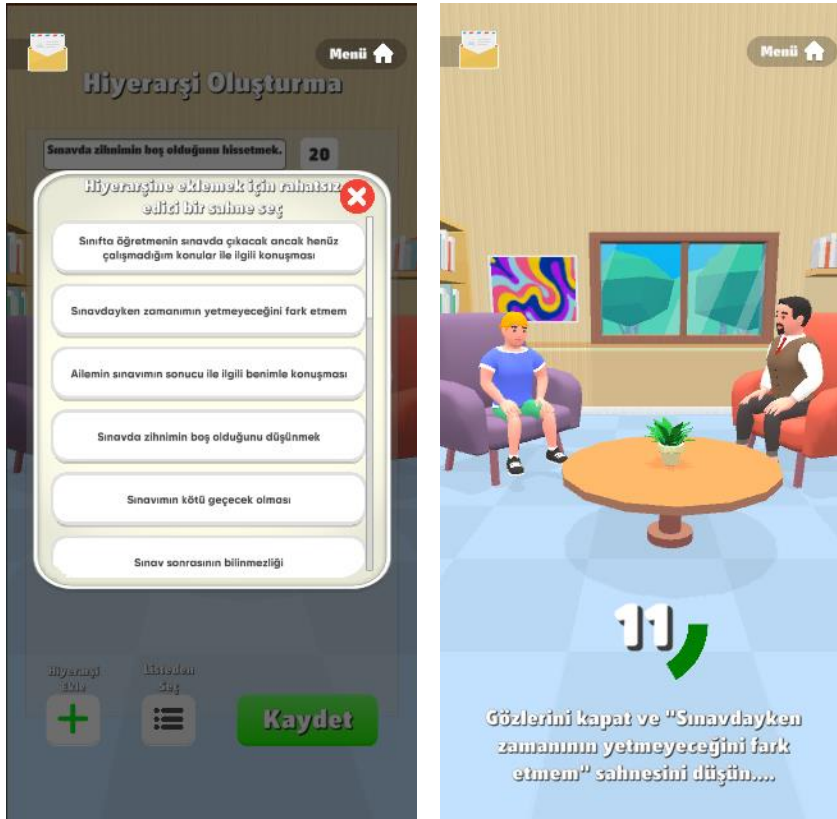 Menü
Hiyerarşi Oluşturma
Sınavda zihnimin boş olduğunu hissetmek.
20
Hiyerarşine eklemek için rahatsız
edici bir sahne seç
Sınıfta öğretmenin sınavda çıkacak ancak henüz
çalışmadığım konular ile ilgili konuşması
Sınavdayken zamanımın yetmeyeceğini fark etmem
Ailemin sınavımın sonucu ile ilgili benimle konuşması
Sınavda zihnimin boş olduğunu düşünmek
Sınavımın kötü geçecek olması
Sınav sonrasının bilinmezliği
Hiyerarşi
Ekle
Listeden
Seç
Kaydet
Menü
11
Gözlerini kapat ve "Sınavdayken
zamanının yetmeyeceğini fark
etmem" sahnesini düşün....